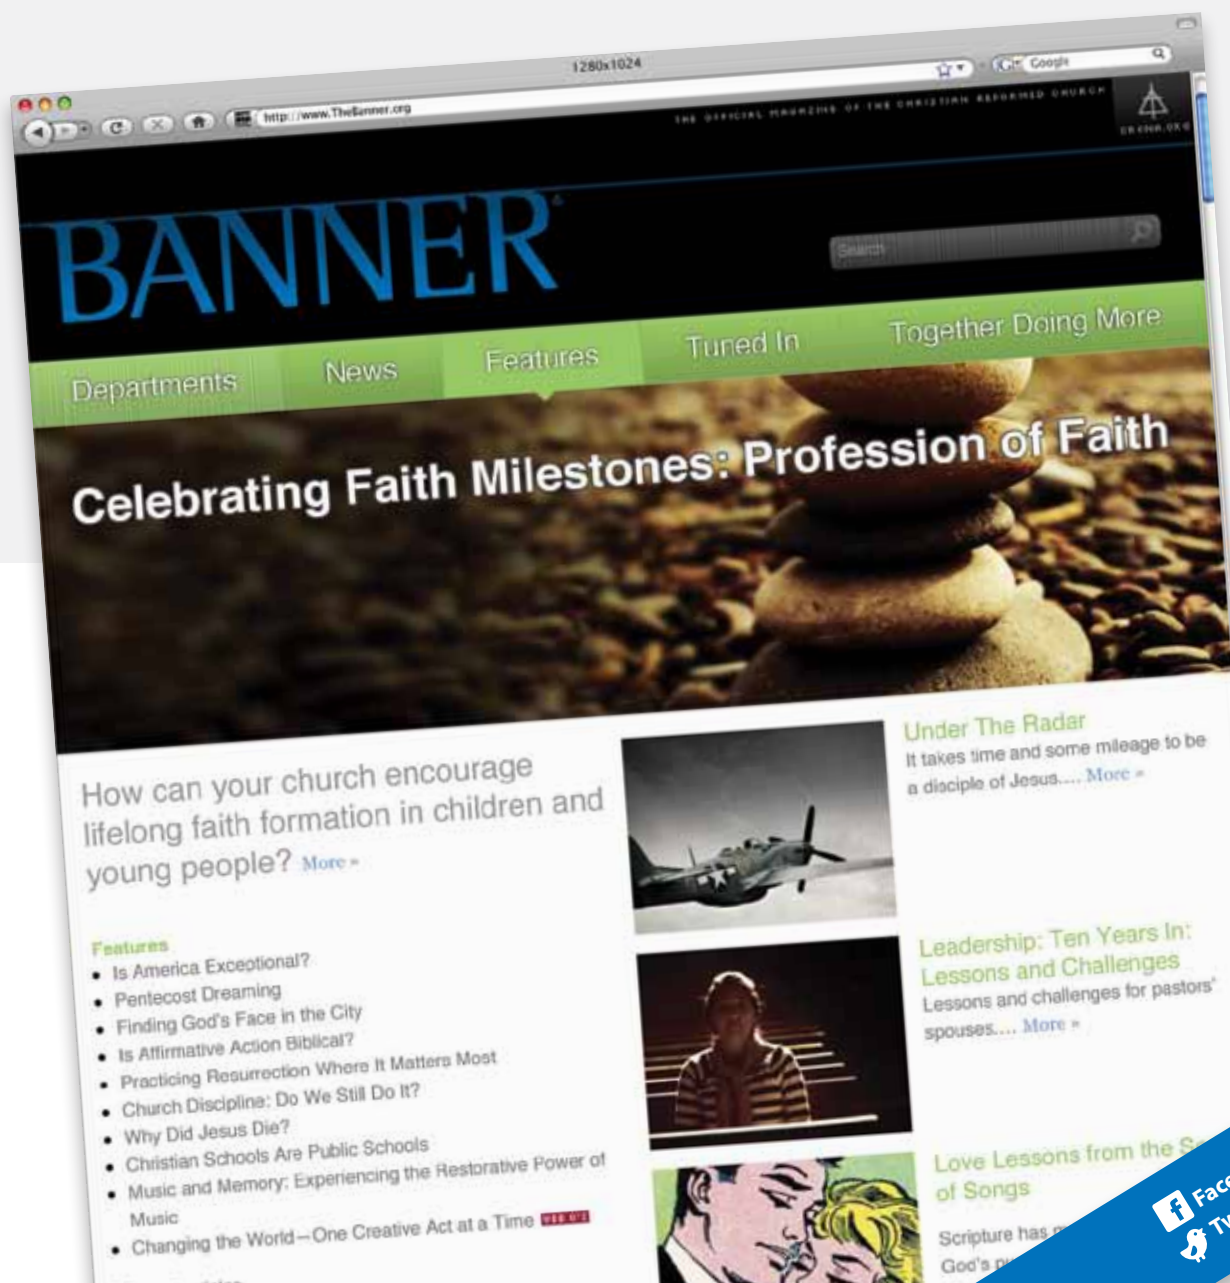 1280x1024
http://www.TheBanner.org
Google
THE OFFICIAL MAGAZINE OF THE CHRISTIAN REFORMED CHURCH
CRCNA.ORG
BANNER
Search
Departments
News
Features
Tuned In
Together Doing More
Celebrating Faith Milestones: Profession of Faith
How can your church encourage
lifelong faith formation in children and
young people? More »
Features
• Is America Exceptional?
• Pentecost Dreaming
• Finding God's Face in the City
• Is Affirmative Action Biblical?
• Practicing Resurrection Where It Matters Most
• Church Discipline: Do We Still Do It?
• Why Did Jesus Die?
• Christian Schools Are Public Schools
• Music and Memory: Experiencing the Restorative Power of
Music
• Changing the World—One Creative Act at a Time
Under The Radar
It takes time and some mileage to be
a disciple of Jesus.... More »
Leadership: Ten Years In:
Lessons and Challenges
Lessons and challenges for pastors'
spouses.... More »
Love Lessons from the S
of Songs
Scripture has
God's
Face
Tw